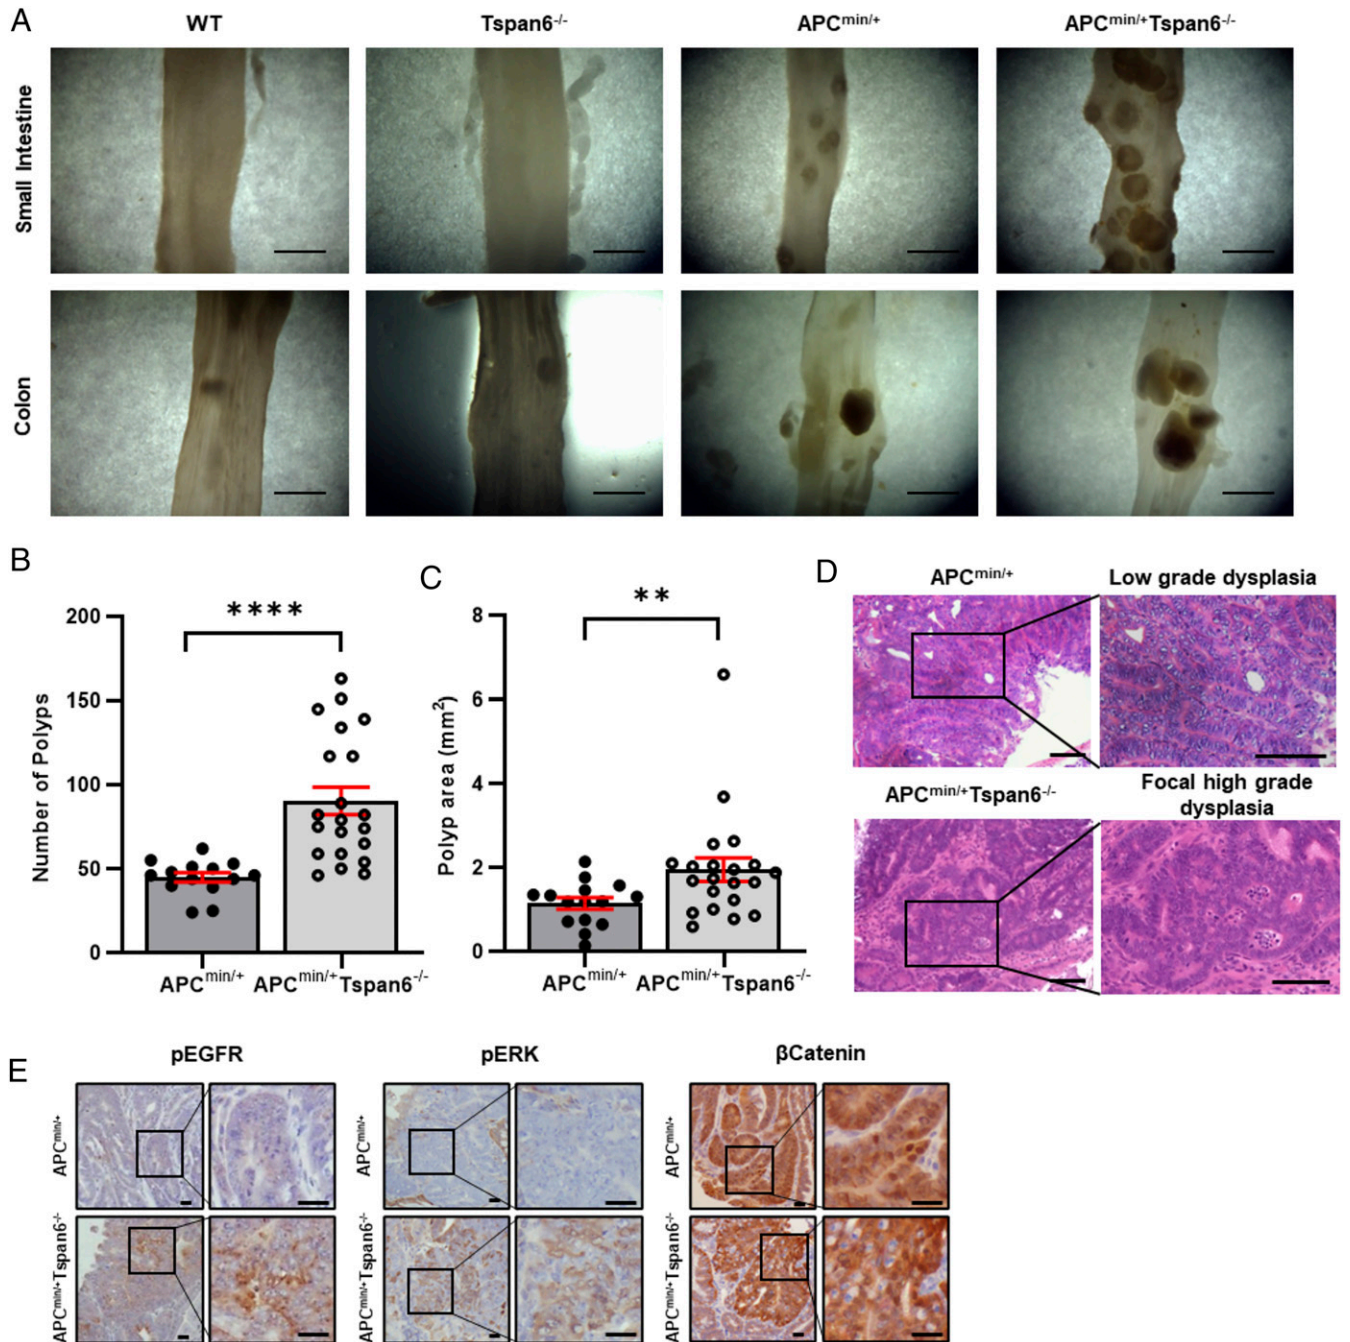 A
WT
Tspan6-/-
APCmin/+
APCmin/+Tspan6-/-
Small Intestine
Colon
B
****
200
150
100
50
0
Number of Polyps
APCmin/+
APCmin/+Tspan6-/-
C
**
8
6
4
2
0
Polyp area (mm2)
APCmin/+
APCmin/+Tspan6-/-
D
APCmin/+
Low grade dysplasia
APCmin/+Tspan6-/-
Focal high grade
dysplasia
E
pEGFR
pERK
βCatenin
APCmin/+
APCmin/+
APCmin/+
APCmin/+Tspan6-/-
APCmin/+Tspan6-/-
APCmin/+Tspan6-/-